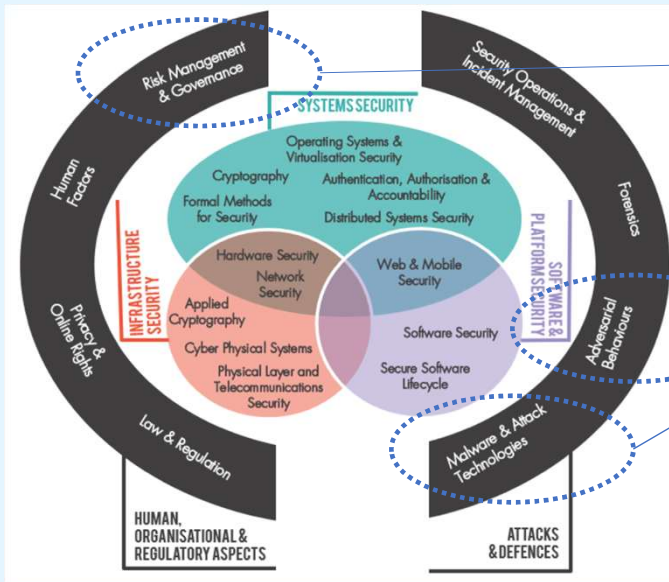 Risk Management
& Governance
Human
Factors
Privacy &
Online Rights
Law & Regulation
HUMAN,
ORGANISATIONAL &
REGULATORY ASPECTS
SYSTEMS SECURITY
Operating Systems &
Virtualisation Security
Cryptography
Authentication, Authorisation &
Accountability
Formal Methods
for Security
Distributed Systems Security
INFRASTRUCTURE
SECURITY
Hardware Security
Network
Security
Web & Mobile
Security
Applied
Cryptography
Cyber Physical Systems
Physical Layer and
Telecommunications
Security
Software Security
Secure Software
Lifecycle
SOFTWARE &
PLATFORM SECURITY
Security Operations &
Incident Management
Forensics
Adversarial
Behaviours
Malware & Attack
Technologies
ATTACKS
& DEFENCES